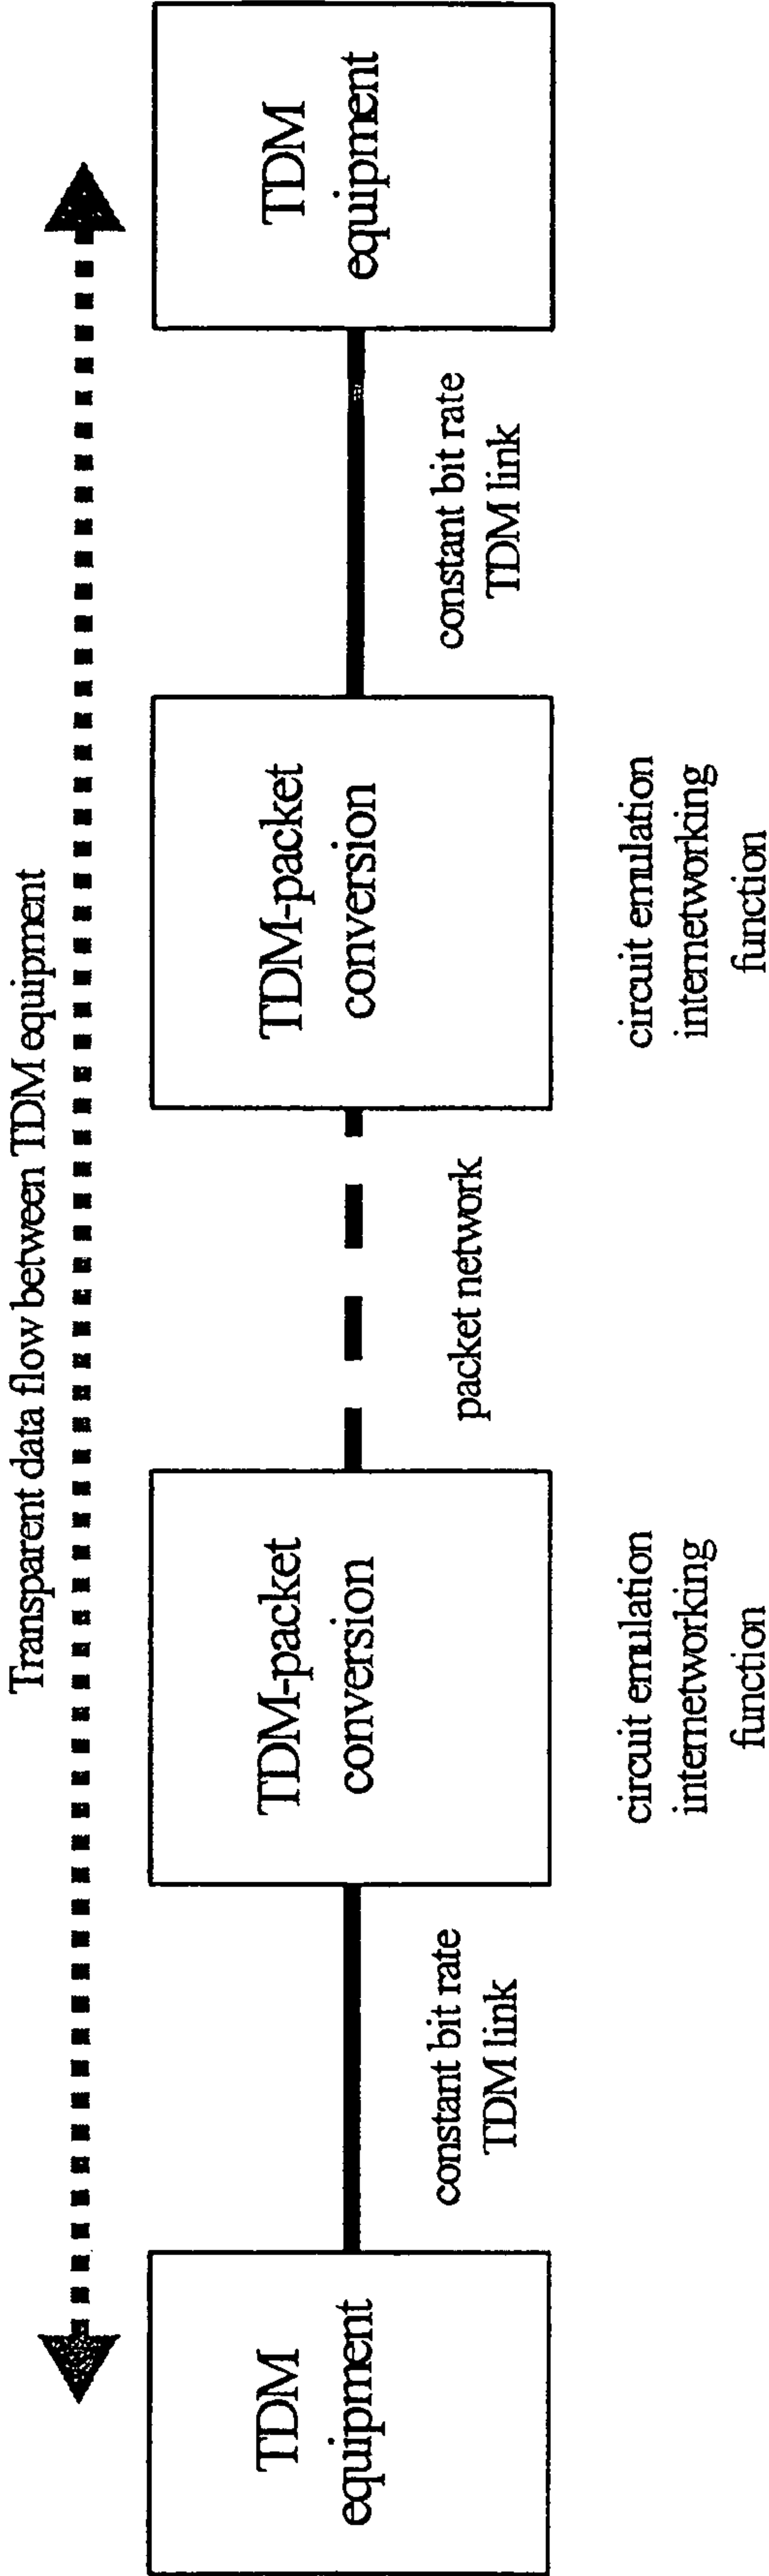 Transparent data flow between TDM equipment
TDM
equipment
constant bit rate
TDM link
TDM-packet
conversion
circuit emulation
internetworking
function
packet network
TDM-packet
conversion
circuit emulation
internetworking
function
constant bit rate
TDM link
TDM
equipment